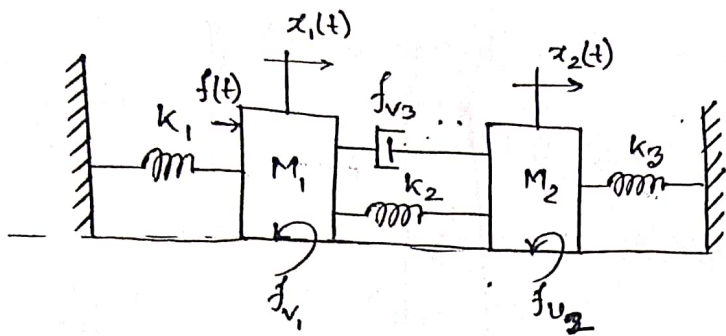 x₁(t)
x₂(t)
f(t)
fᵥ₃
K₁
M₁
K₂
M₂
K₃
fᵥ₁
fᵥ₂